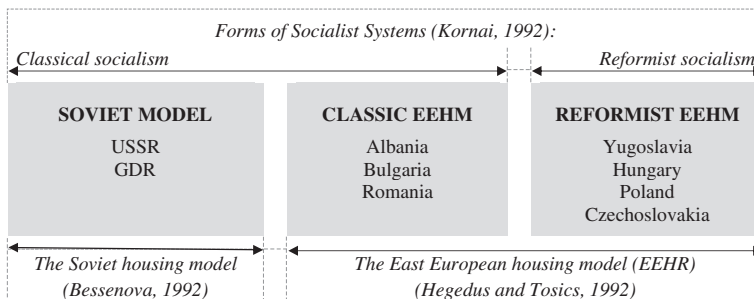 Forms of Socialist Systems (Kornai, 1992):
Classical socialism
Reformist socialism
SOVIET MODEL
USSR
GDR
CLASSIC EEHM
Albania
Bulgaria
Romania
REFORMIST EEHM
Yugoslavia
Hungary
Poland
Czechoslovakia
The Soviet housing model
(Bessenova, 1992)
The East European housing model (EEHR)
(Hegedus and Tosics, 1992)